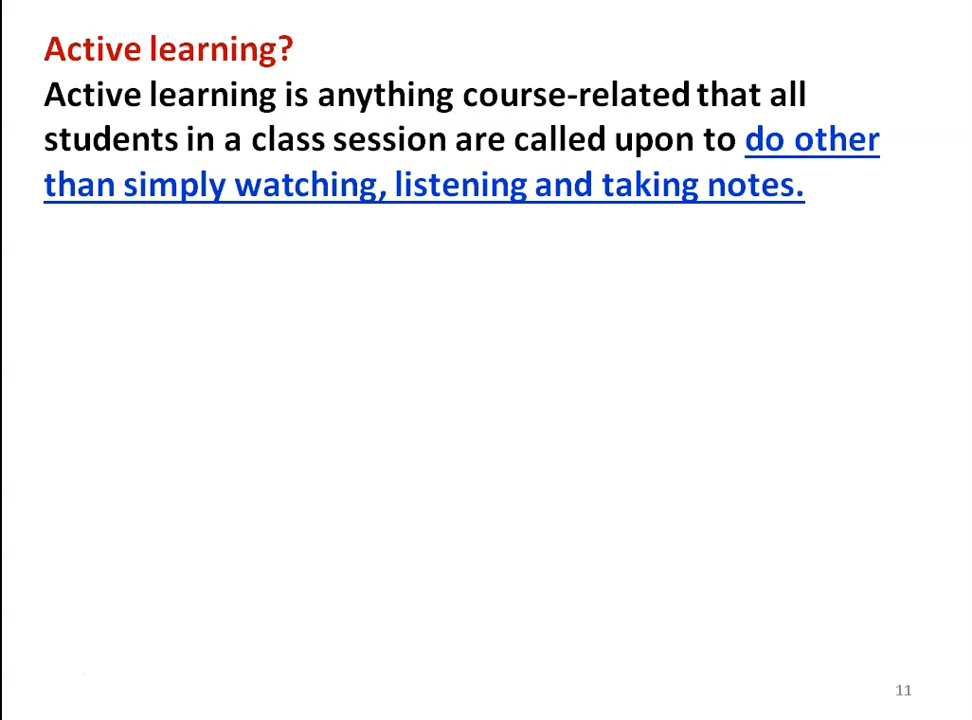 Active learning?
Active learning is anything course-related that all
students in a class session are called upon to do other
than simply watching, listening and taking notes.
11